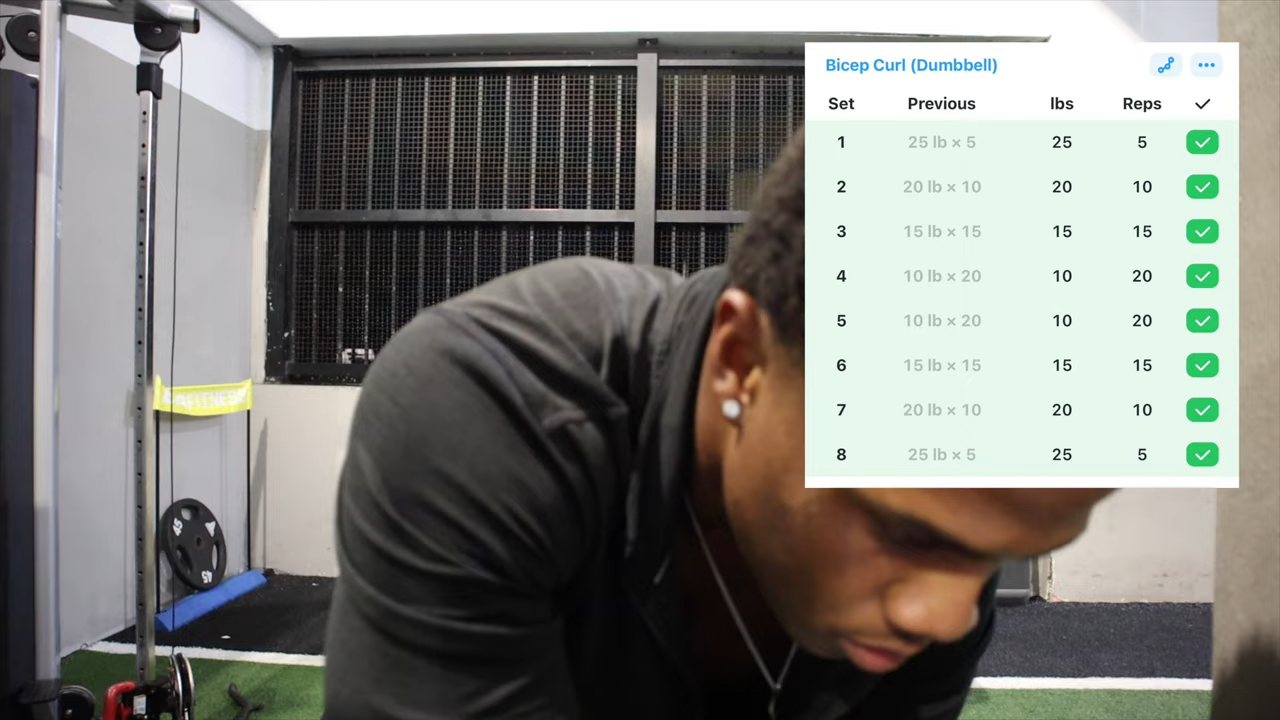 Bicep Curl (Dumbbell)
Set Previous lbs Reps
1 25 lb × 5 25 5
2 20 lb × 10 20 10
3 15 lb × 15 15 15
4 10 lb × 20 10 20
5 10 lb × 20 10 20
6 15 lb × 15 15 15
7 20 lb × 10 20 10
8 25 lb × 5 25 5
45
45